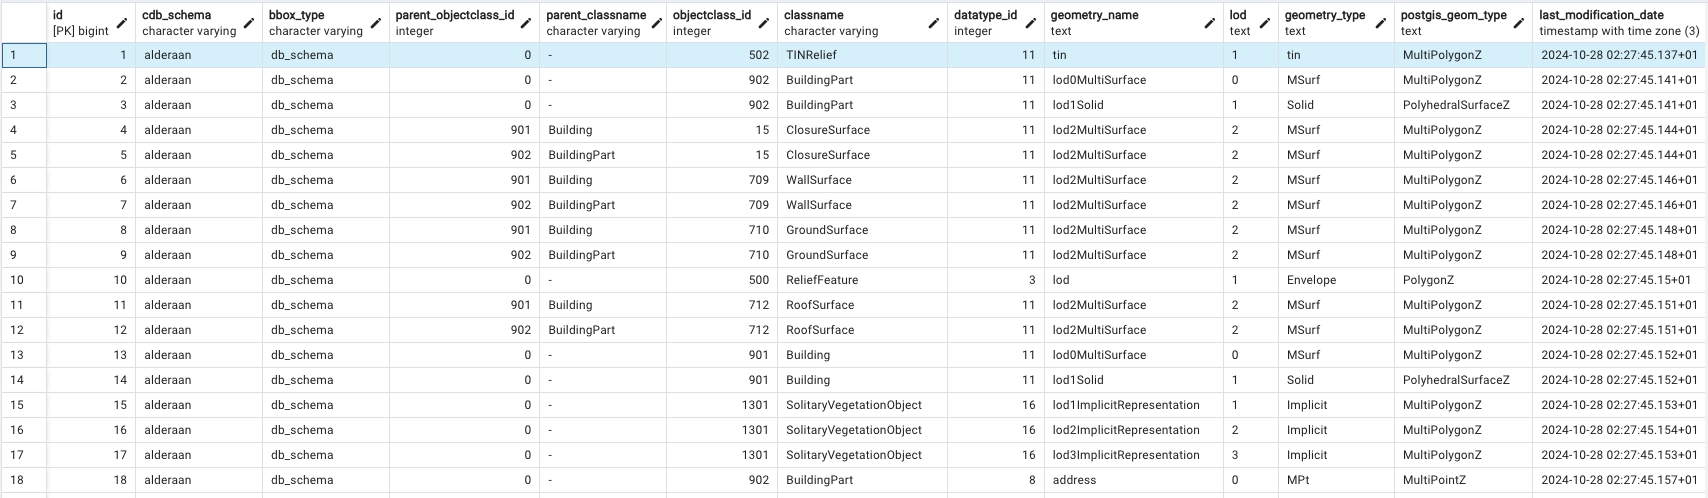 id cdb_schema bbox_type parent_objectclass_id parent_classname objectclass_id classname datatype_id geometry_name lod geometry_type postgis_geom_type last_modification_date
[PK] bigint character varying character varying integer character varying integer character varying integer text text text text timestamp with time zone (3)
1 1 alderaan db_schema 0 - 502 TINRelief 11 tin 1 tin MultiPolygonZ 2024-10-28 02:27:45.137+01
2 2 alderaan db_schema 0 - 902 BuildingPart 11 lod0MultiSurface 0 MSurf MultiPolygonZ 2024-10-28 02:27:45.141+01
3 3 alderaan db_schema 0 - 902 BuildingPart 11 lod1Solid 1 Solid PolyhedralSurfaceZ 2024-10-28 02:27:45.141+01
4 4 alderaan db_schema 901 Building 15 ClosureSurface 11 lod2MultiSurface 2 MSurf MultiPolygonZ 2024-10-28 02:27:45.144+01
5 5 alderaan db_schema 902 BuildingPart 15 ClosureSurface 11 lod2MultiSurface 2 MSurf MultiPolygonZ 2024-10-28 02:27:45.144+01
6 6 alderaan db_schema 901 Building 709 WallSurface 11 lod2MultiSurface 2 MSurf MultiPolygonZ 2024-10-28 02:27:45.146+01
7 7 alderaan db_schema 902 BuildingPart 709 WallSurface 11 lod2MultiSurface 2 MSurf MultiPolygonZ 2024-10-28 02:27:45.146+01
8 8 alderaan db_schema 901 Building 710 GroundSurface 11 lod2MultiSurface 2 MSurf MultiPolygonZ 2024-10-28 02:27:45.148+01
9 9 alderaan db_schema 902 BuildingPart 710 GroundSurface 11 lod2MultiSurface 2 MSurf MultiPolygonZ 2024-10-28 02:27:45.148+01
10 10 alderaan db_schema 0 - 500 ReliefFeature 3 lod 1 Envelope PolygonZ 2024-10-28 02:27:45.15+01
11 11 alderaan db_schema 901 Building 712 RoofSurface 11 lod2MultiSurface 2 MSurf MultiPolygonZ 2024-10-28 02:27:45.151+01
12 12 alderaan db_schema 902 BuildingPart 712 RoofSurface 11 lod2MultiSurface 2 MSurf MultiPolygonZ 2024-10-28 02:27:45.151+01
13 13 alderaan db_schema 0 - 901 Building 11 lod0MultiSurface 0 MSurf MultiPolygonZ 2024-10-28 02:27:45.152+01
14 14 alderaan db_schema 0 - 901 Building 11 lod1Solid 1 Solid PolyhedralSurfaceZ 2024-10-28 02:27:45.152+01
15 15 alderaan db_schema 0 - 1301 SolitaryVegetationObject 16 lod1ImplicitRepresentation 1 Implicit MultiPolygonZ 2024-10-28 02:27:45.153+01
16 16 alderaan db_schema 0 - 1301 SolitaryVegetationObject 16 lod2ImplicitRepresentation 2 Implicit MultiPolygonZ 2024-10-28 02:27:45.154+01
17 17 alderaan db_schema 0 - 1301 SolitaryVegetationObject 16 lod3ImplicitRepresentation 3 Implicit MultiPolygonZ 2024-10-28 02:27:45.153+01
18 18 alderaan db_schema 0 - 902 BuildingPart 8 address 0 MPt MultiPointZ 2024-10-28 02:27:45.157+01